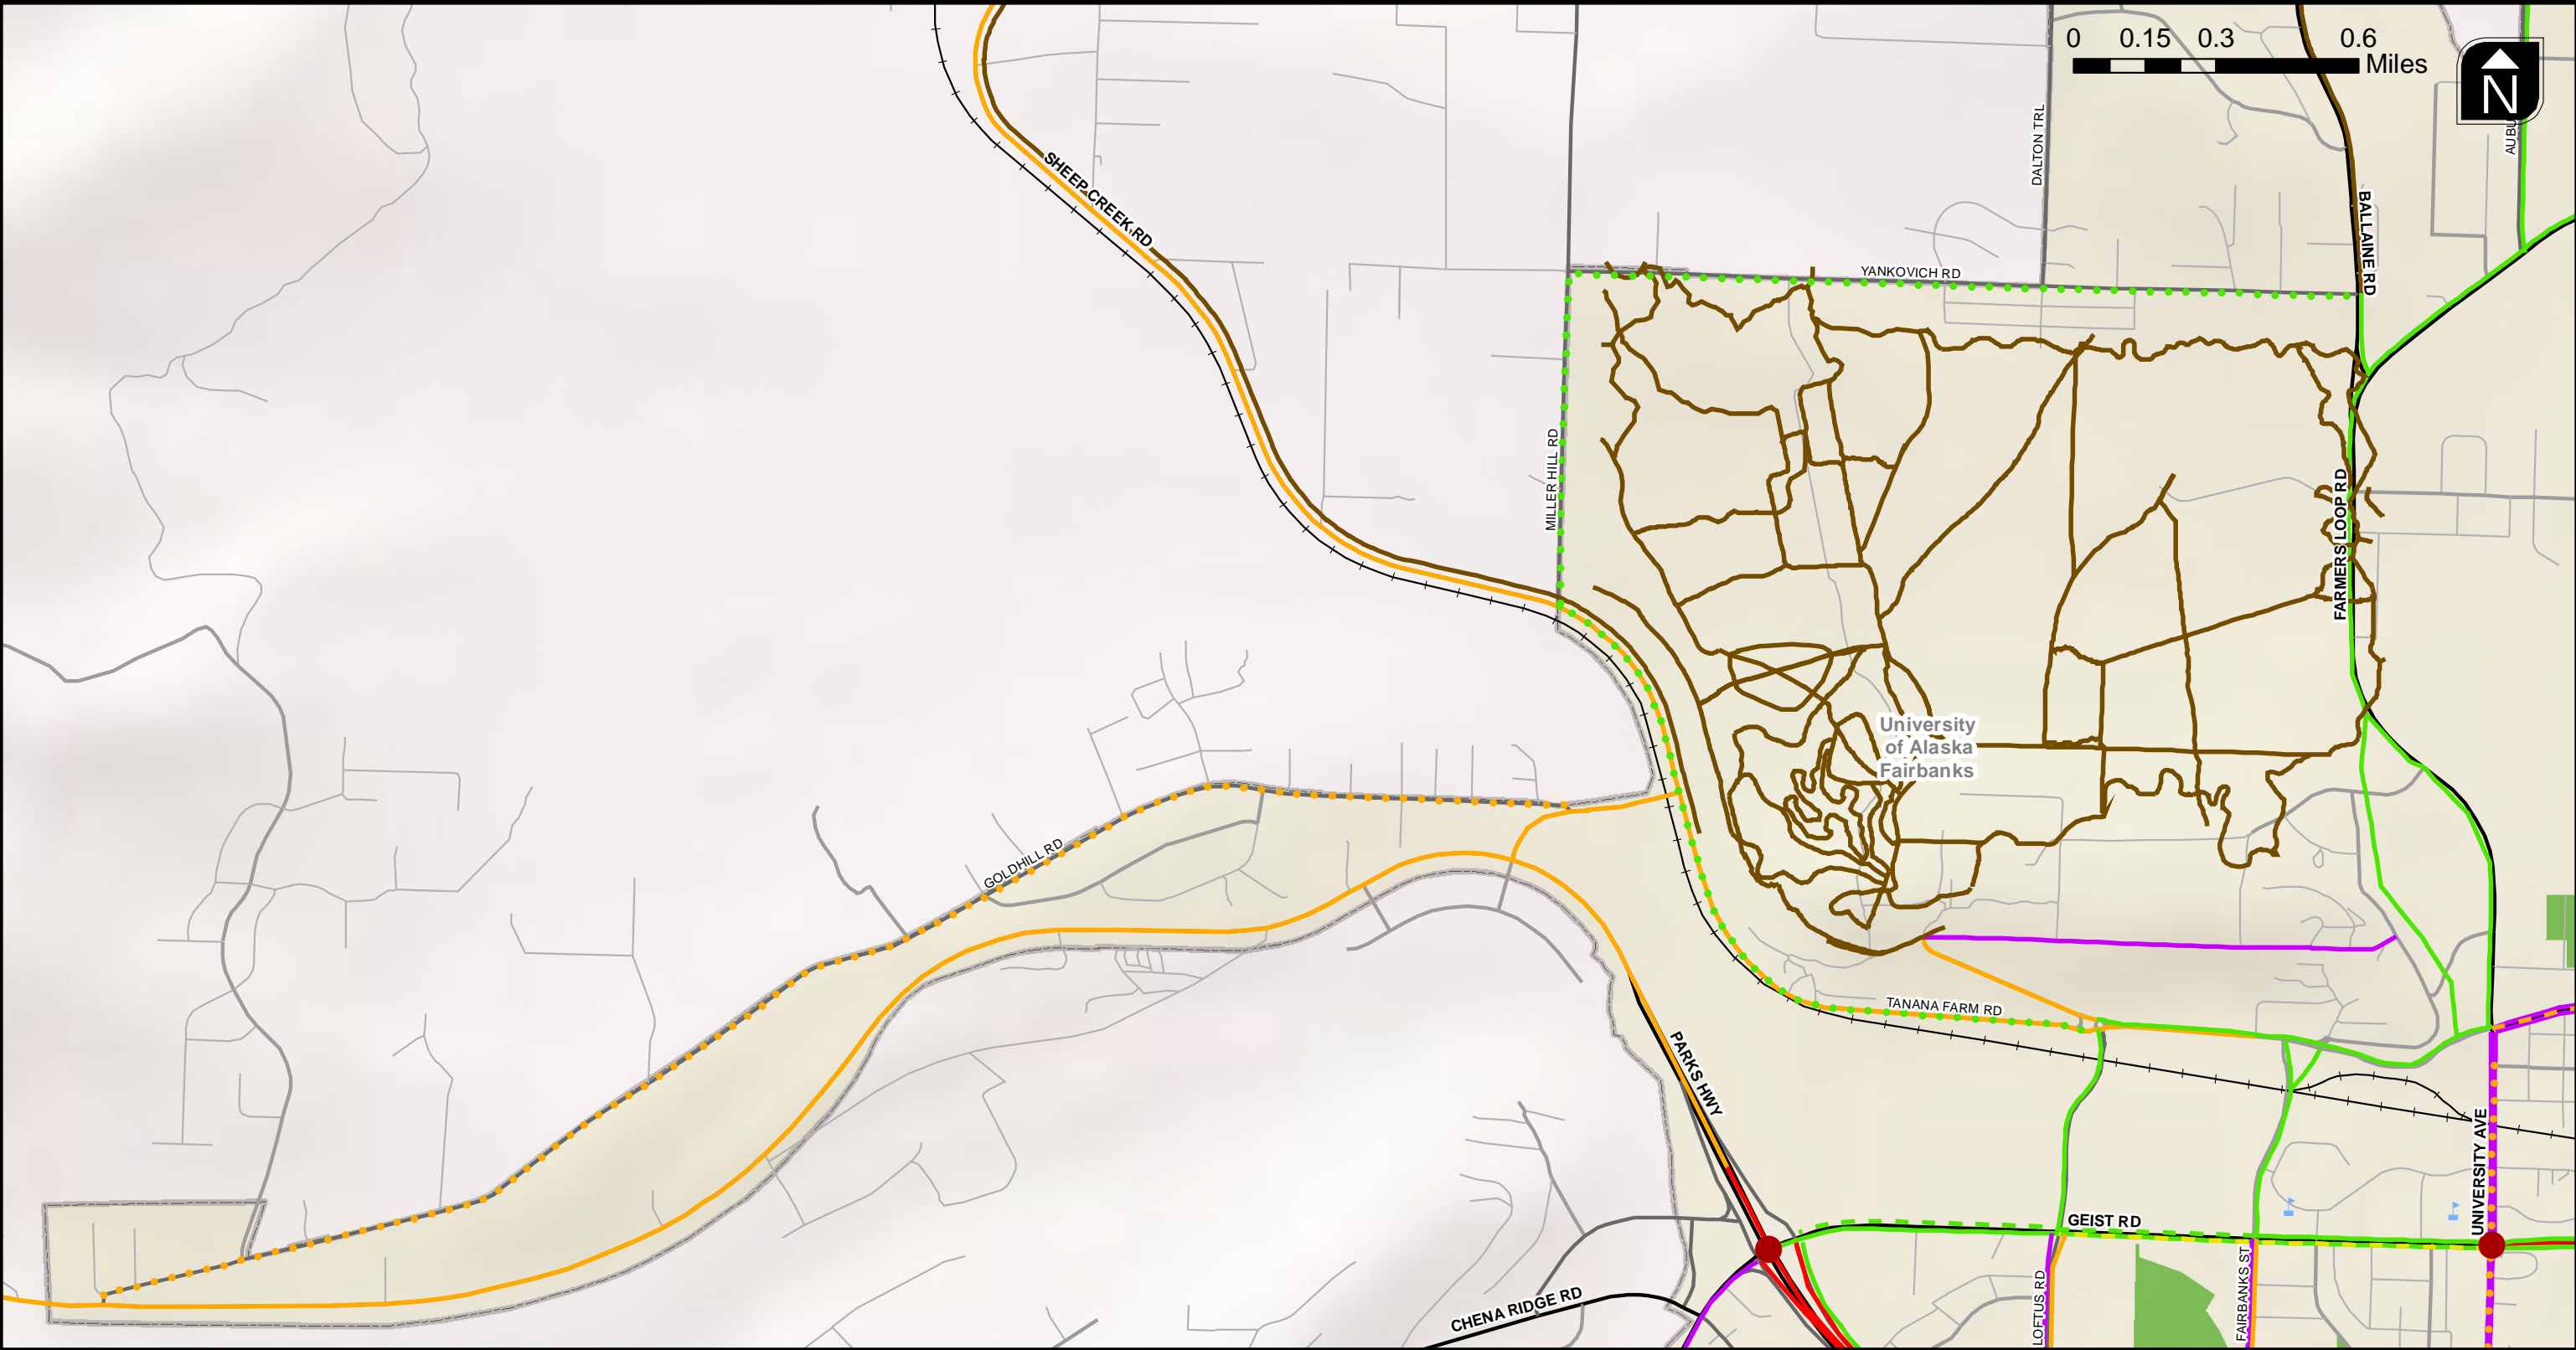 0 0.15 0.3 0.6
Miles
N
DALTON TRL
SHEEP CREEK RD
BALLAINE RD
YANKOVICH RD
MILLER HILL RD
FARMERS LOOP RD
University
of Alaska
Fairbanks
GOLDHILL RD
TANANA FARM RD
PARKS HWY
UNIVERSITY AVE
GEIST RD
CHENA RIDGE RD
LOFTUS RD
FAIRBANKS ST